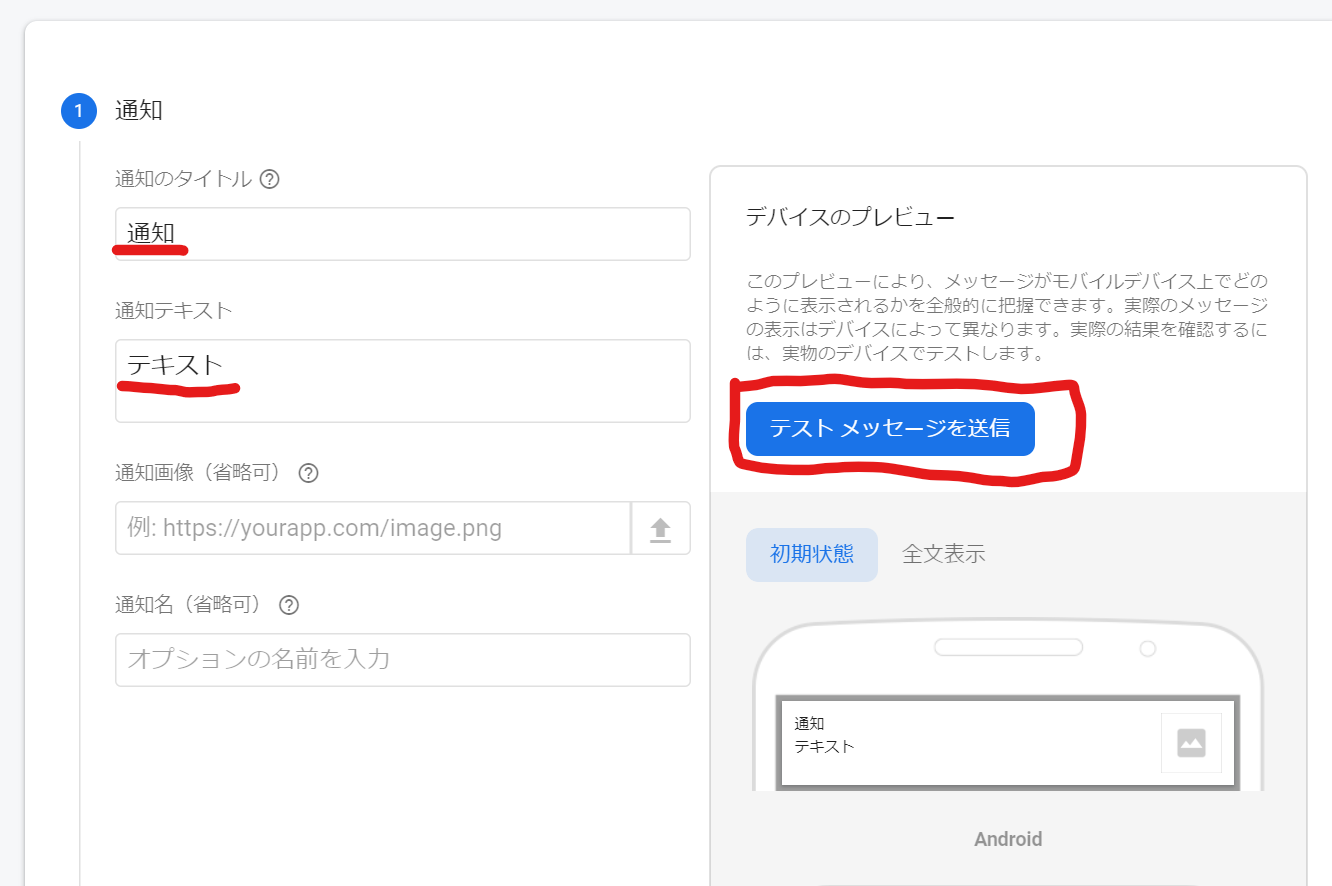 1 通知
通知のタイトル
通知
通知テキスト
テキスト
通知画像（省略可）
例: https://yourapp.com/image.png
通知名（省略可）
オプションの名前を入力
デバイスのプレビュー
このプレビューにより、メッセージがモバイルデバイス上でどの
ように表示されるかを全般的に把握できます。実際のメッセージ
の表示はデバイスによって異なります。実際の結果を確認するに
は、実物のデバイスでテストします。
テスト メッセージを送信
初期状態 全文表示
通知
テキスト
Android